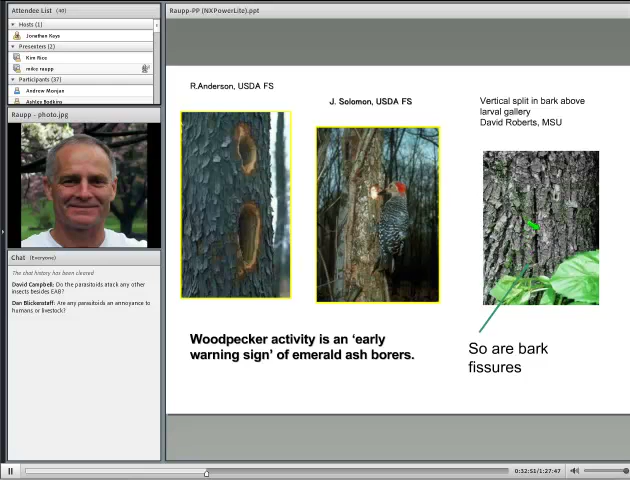 Attendee List (40)
Hosts (1)
Jonathan Kays
Presenters (2)
Kim Rice
mike raupp
Participants (37)
Andrew Monjan
Ashley Bodkins
Raupp - photo.jpg
Chat (Everyone)
The chat history has been cleared
David Campbell: Do the parasitoids attack any other
insects besides EAB?
Dan Blickenstaff: Are any parasitoids an annoyance to
humans or livestock?
Raupp-PP (NXPowerLite).ppt
R.Anderson, USDA FS
J. Solomon, USDA FS
Vertical split in bark above
larval gallery
David Roberts, MSU
Woodpecker activity is an ‘early
warning sign’ of emerald ash borers.
So are bark
fissures
0:32:51/1:27:47